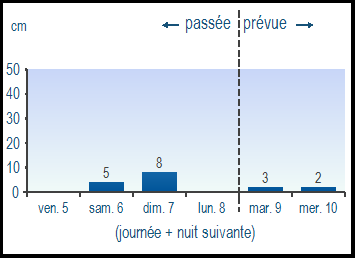 passée prévue
cm
50
40
30
20
10
0
5 8 3 2
ven. 5 sam. 6 dim. 7 lun. 8 mar. 9 mer. 10
(journée + nuit suivante)